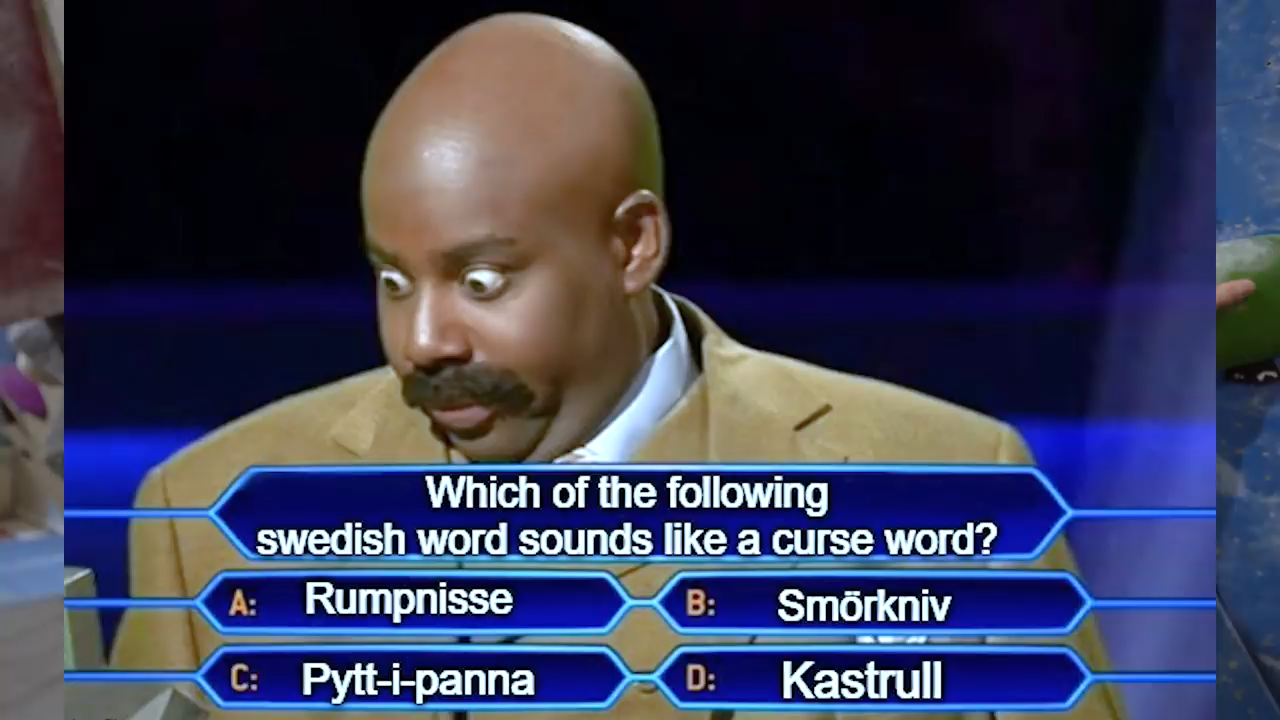 Which of the following
swedish word sounds like a curse word?
A: Rumpnisse
B: Smörkniv
C: Pytt-i-panna
D: Kastrull